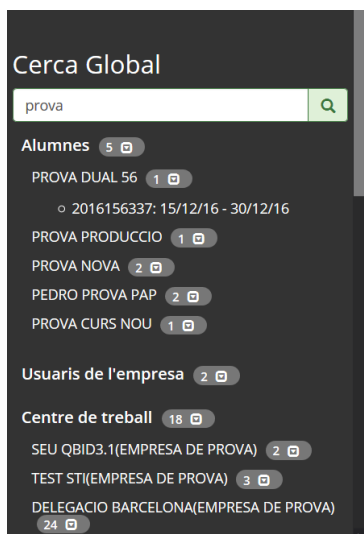 Cerca Global
prova
Alumnes 5
PROVA DUAL 56 1
2016156337: 15/12/16 - 30/12/16
PROVA PRODUCCIO 1
PROVA NOVA 2
PEDRO PROVA PAP 2
PROVA CURS NOU 1
Usuaris de l'empresa 2
Centre de treball 18
SEU QBID3.1(EMPRESA DE PROVA) 2
TEST STI(EMPRESA DE PROVA) 3
DELEGACIO BARCELONA(EMPRESA DE PROVA)
24